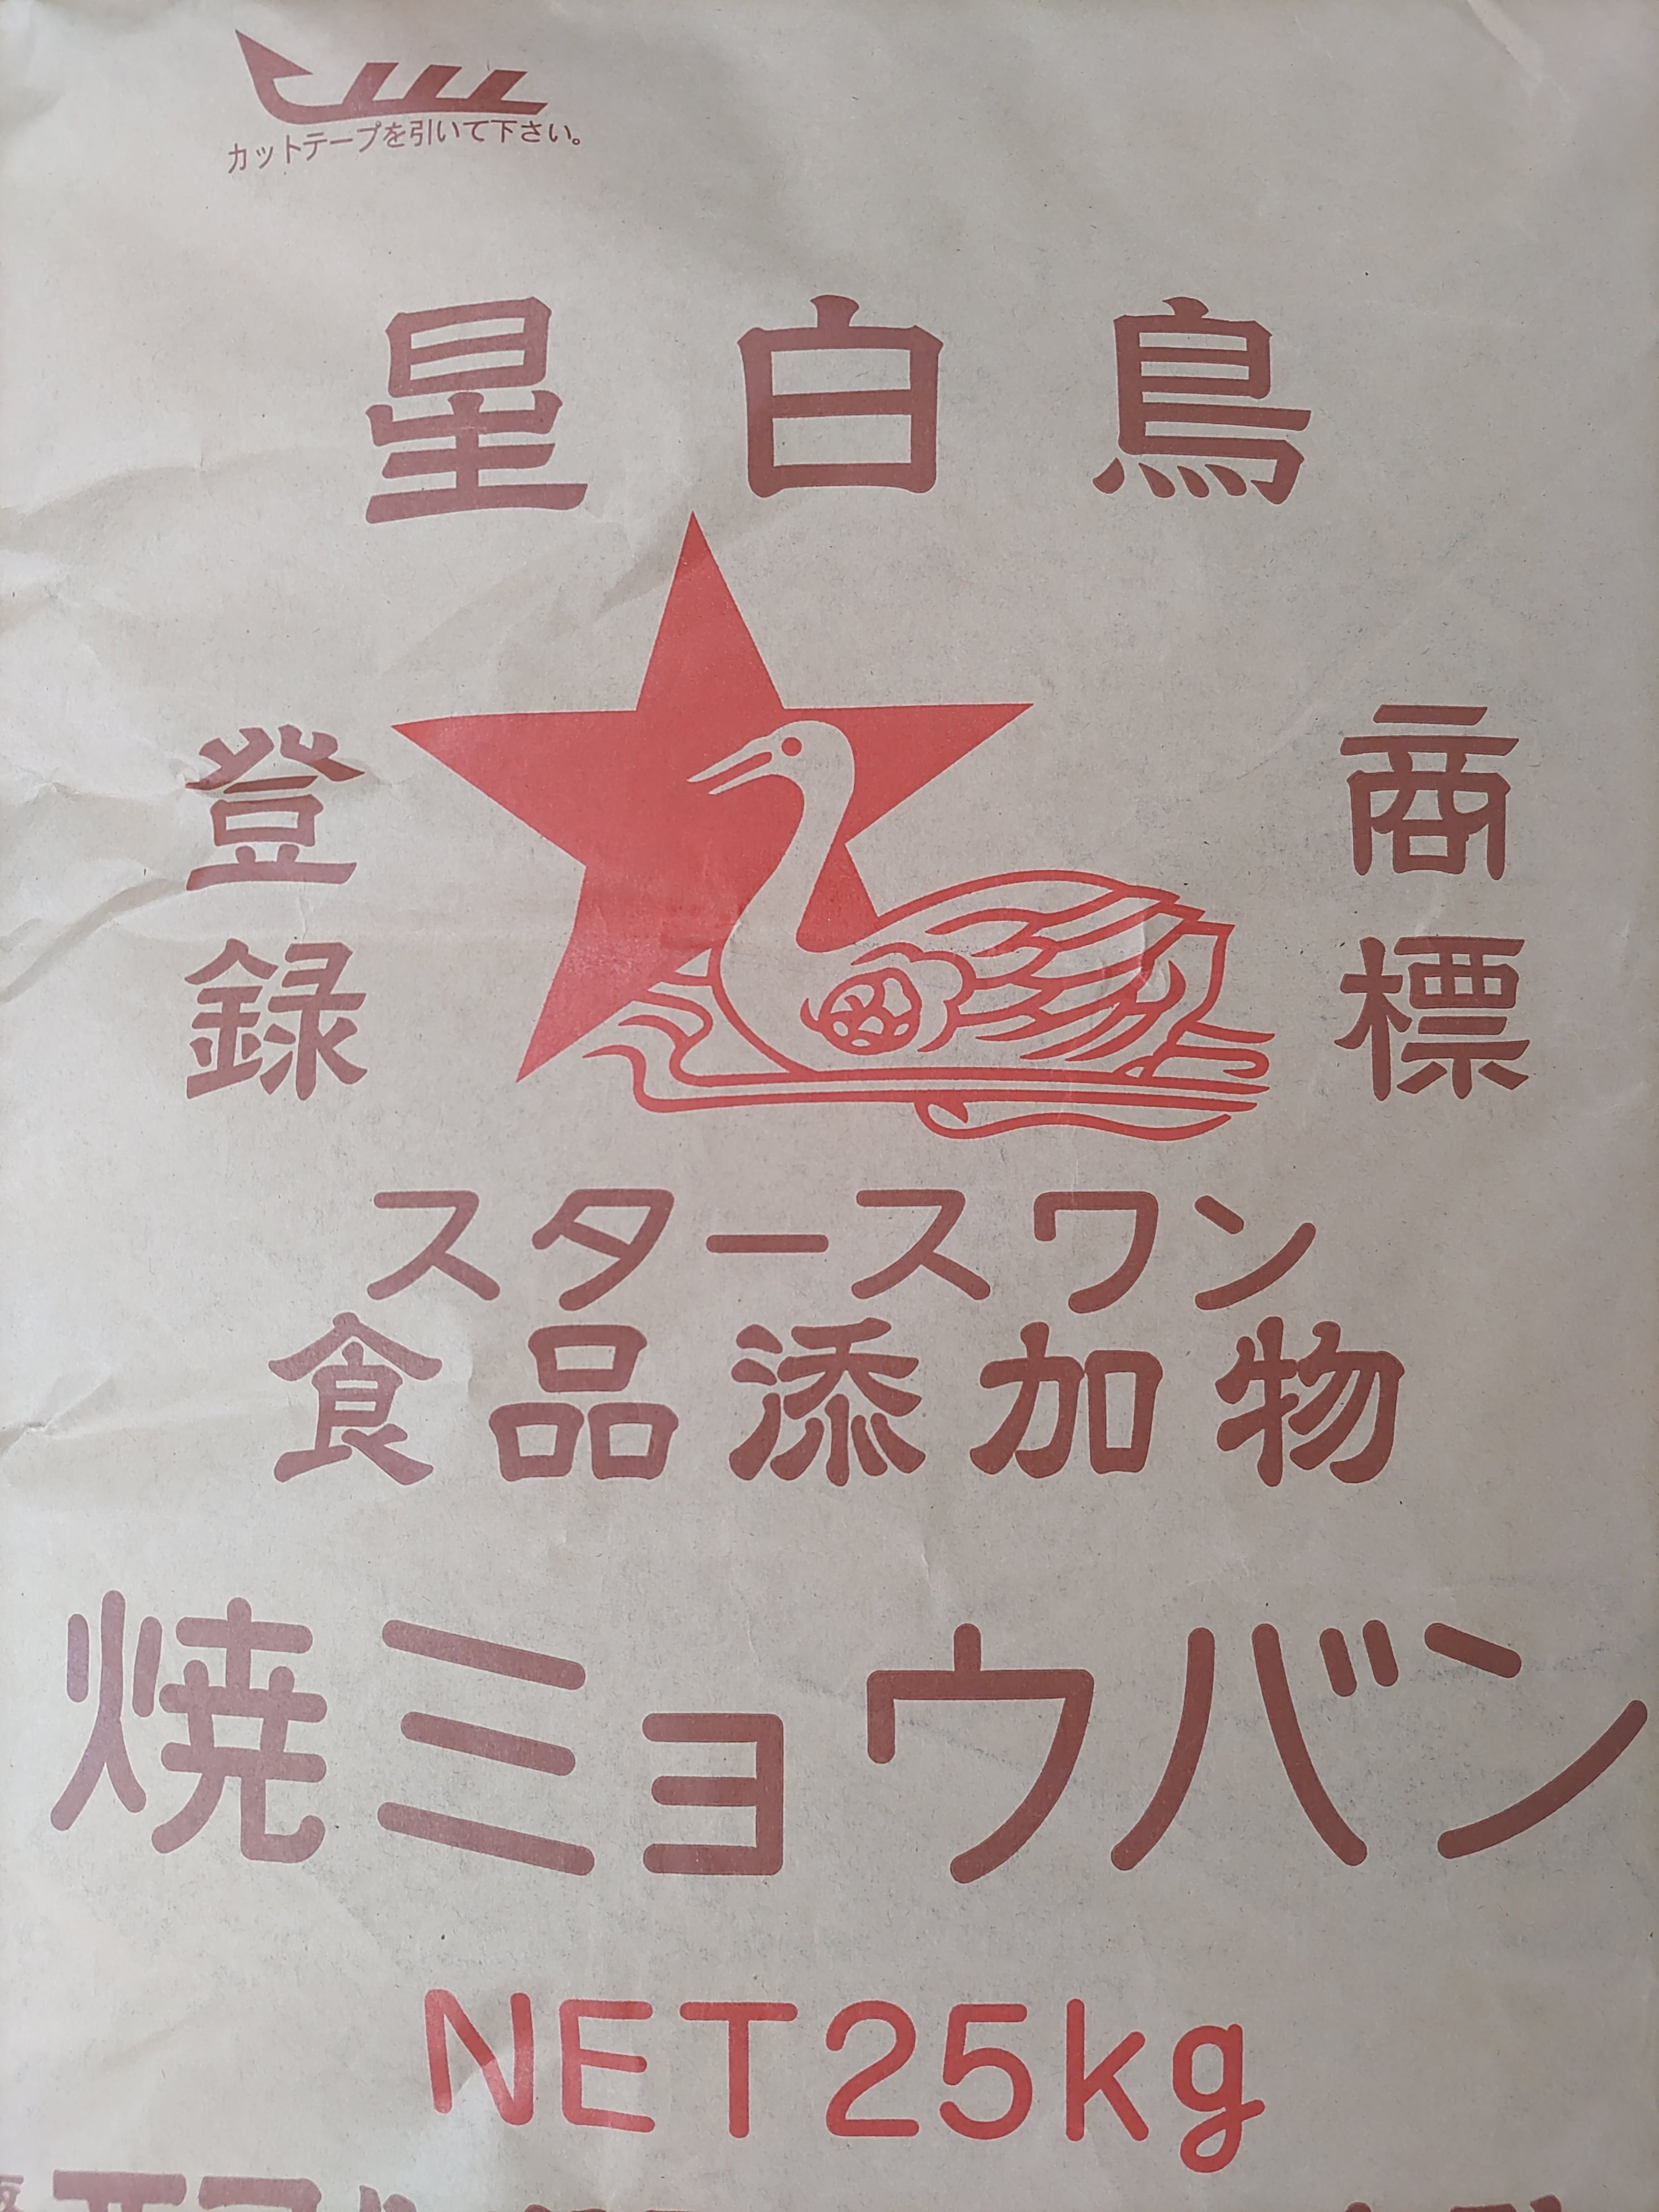 カットテープを引いて下さい。
星白鳥
登録
商標
スタースワン
食品添加物
焼ミョウバン
NET25kg